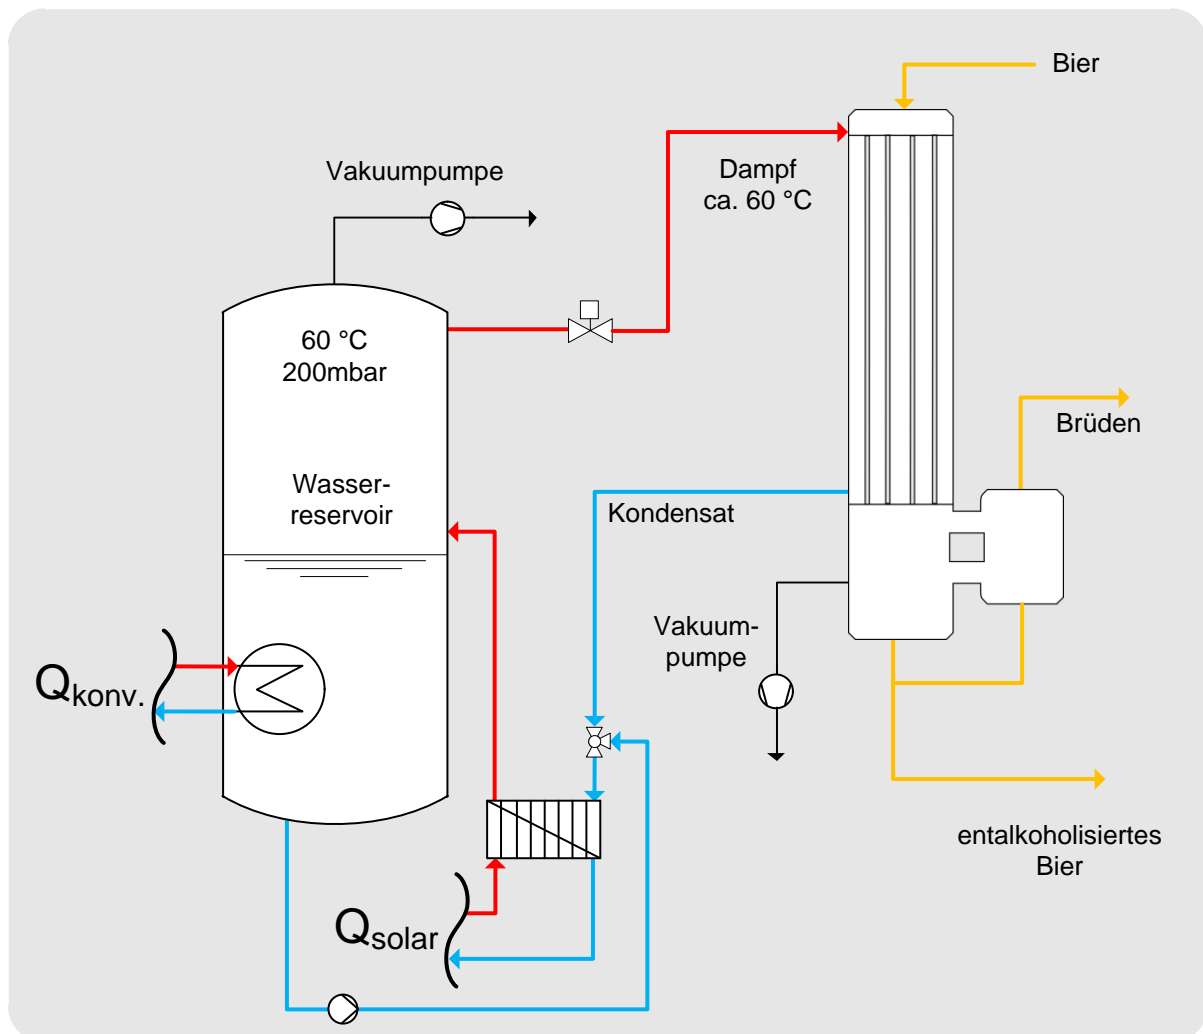 Bier
Vakuumpumpe
Dampf
ca. 60 °C
60 °C
200mbar
Brüden
Wasser-
reservoir
Kondensat
Vakuum-
pumpe
Qkonv.
entalkoholisiertes
Bier
Qsolar